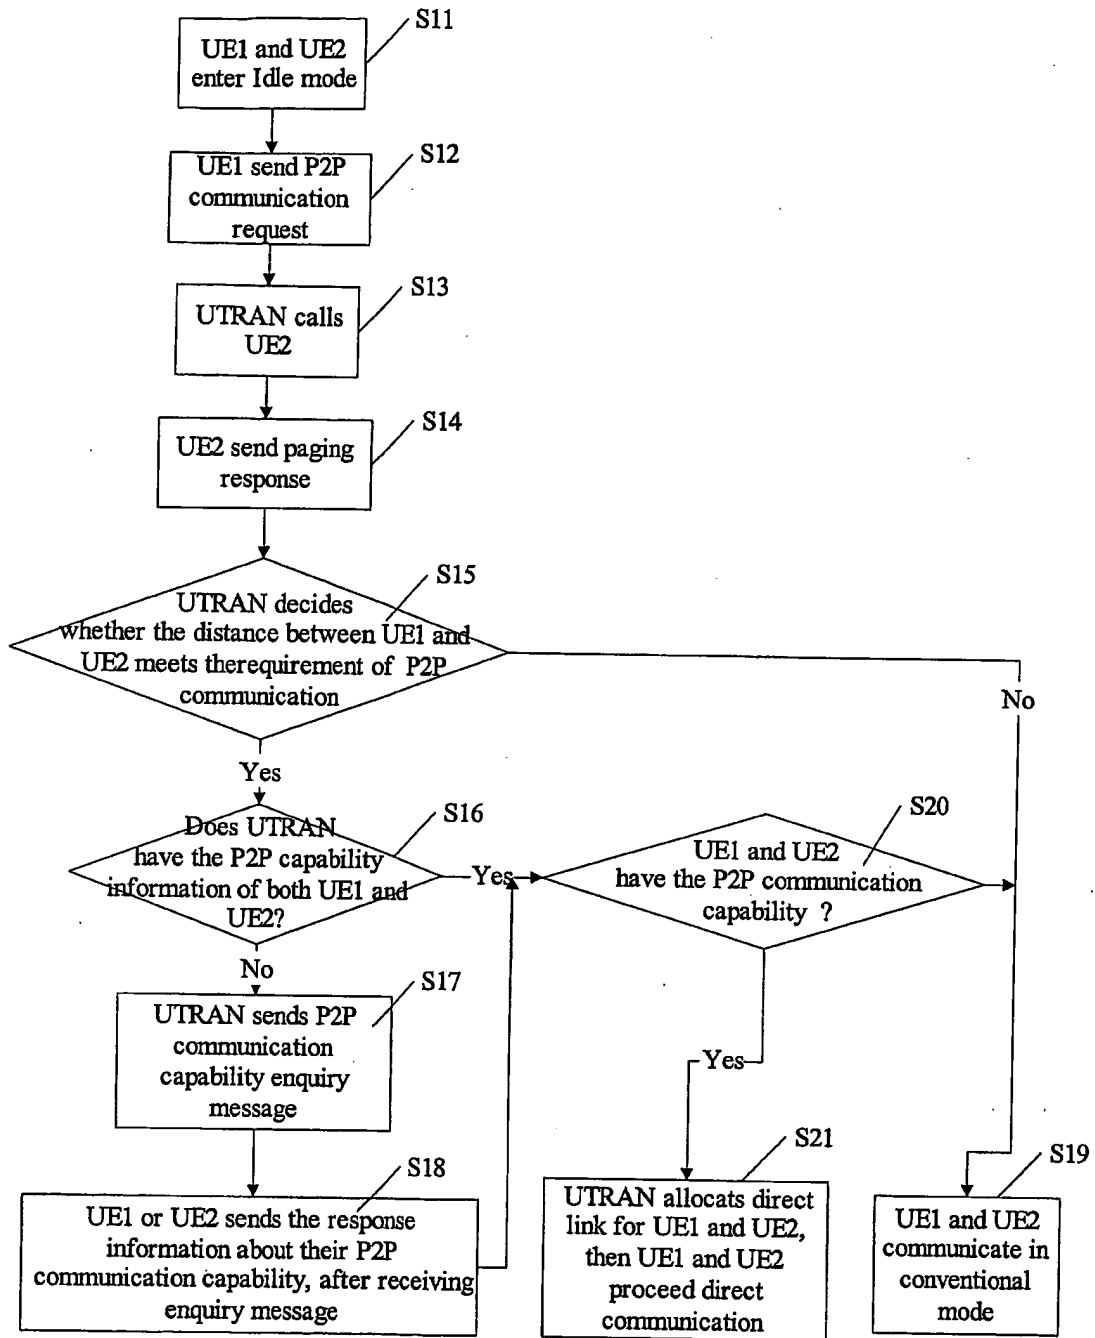 S11
UE1 and UE2
enter Idle mode
S12
UE1 send P2P
communication
request
S13
UTRAN calls
UE2
S14
UE2 send paging
response
S15
UTRAN decides
whether the distance between UE1 and
UE2 meets therequirement of P2P
communication
No
Yes
S16
Does UTRAN
have the P2P capability
information of both UE1 and
UE2?
Yes
S20
UE1 and UE2
have the P2P communication
capability ?
No
S17
UTRAN sends P2P
communication
capability enquiry
message
Yes
S18
UE1 or UE2 sends the response
information about their P2P
communication capability, after receiving
enquiry message
S21
UTRAN allocats direct
link for UE1 and UE2,
then UE1 and UE2
proceed direct
communication
S19
UE1 and UE2
communicate in
conventional
mode